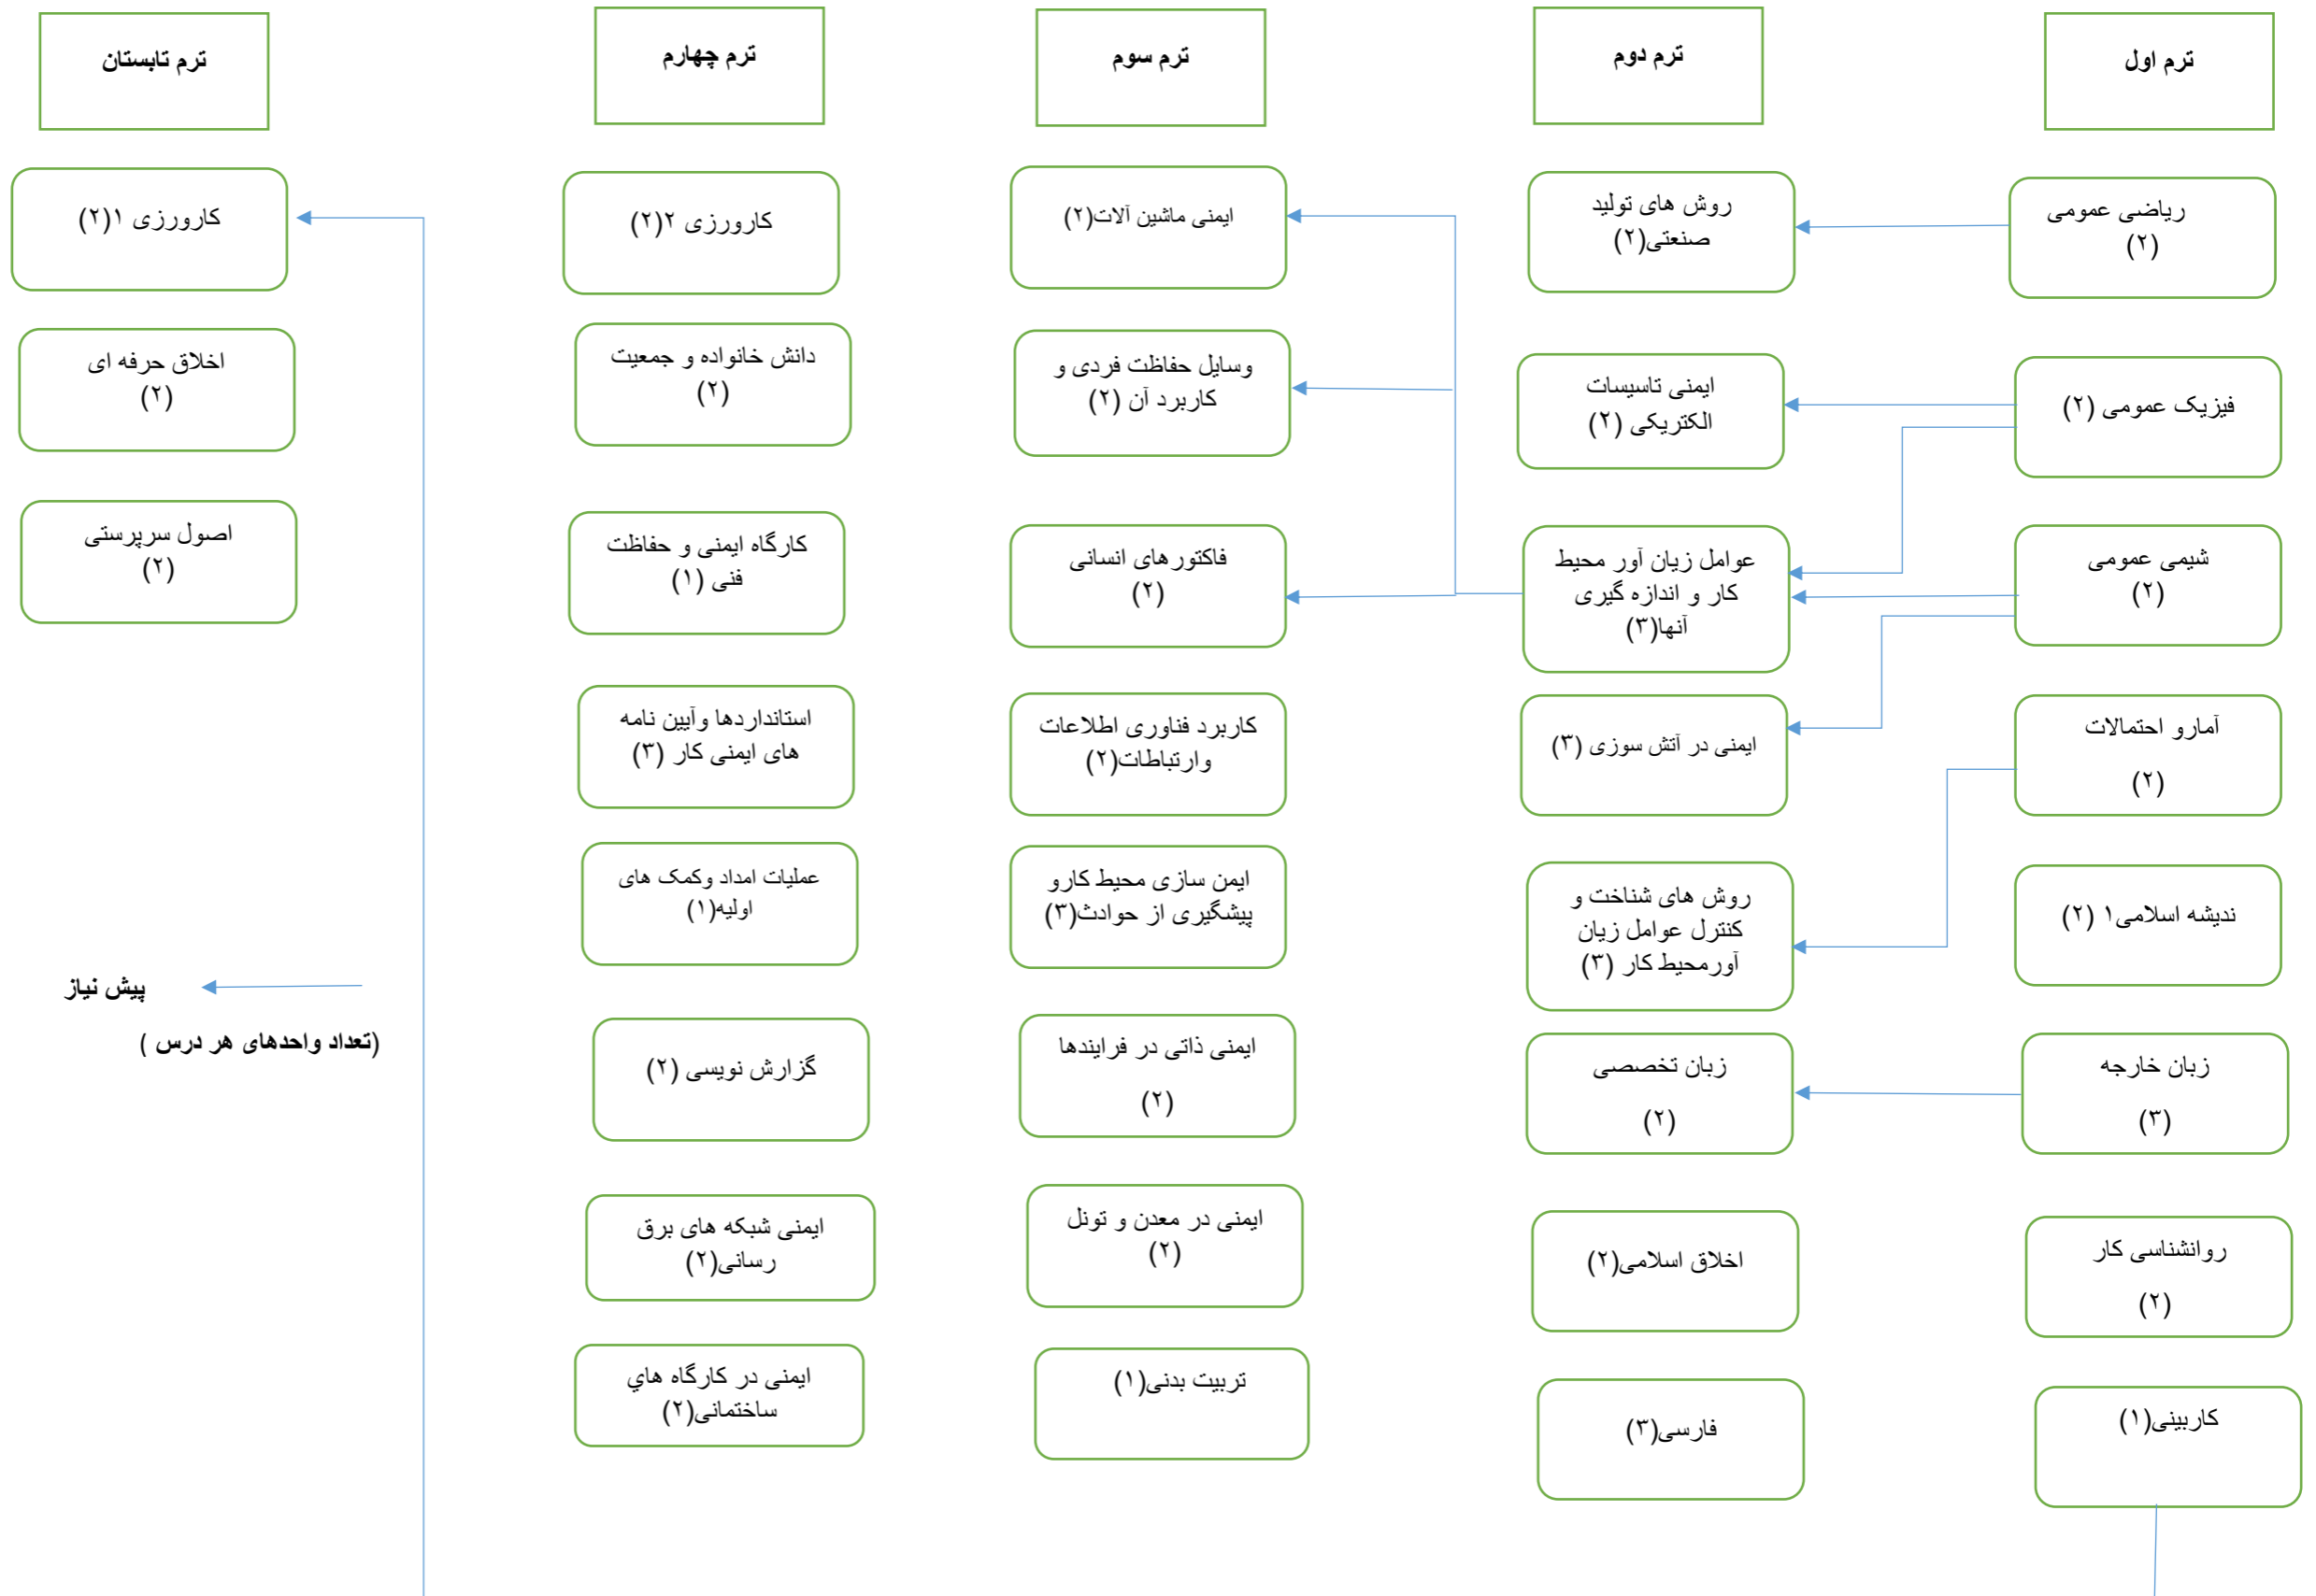 ترم اول
ریاضی عمومی
(۲)
فیزیک عمومی (۲)
شیمی عمومی
(۲)
آمارو احتمالات
(۲)
ندیشه اسلامی۱ (۲)
زبان خارجه
(۳)
روانشناسی کار
(۲)
کاربینی(۱)
ترم دوم
روش های تولید
صنعتی(۲)
ایمنی تاسیسات
الکتریکی (۲)
عوامل زیان آور محیط
کار و اندازه گیری
آنها(۳)
ایمنی در آتش سوزی (۳)
روش های شناخت و
کنترل عوامل زیان
آورمحیط کار (۳)
زبان تخصصی
(۲)
اخلاق اسلامی(۲)
فارسی(۳)
ترم سوم
ایمنی ماشین آلات(۲)
وسایل حفاظت فردی و
کاربرد آن (۲)
فاکتورهای انسانی
(۲)
کاربرد فناوری اطلاعات
وارتباطات(۲)
ایمن سازی محیط کارو
پیشگیری از حوادث(۳)
ایمنی ذاتی در فرایندها
(۲)
ایمنی در معدن و تونل
(۲)
تربیت بدنی(۱)
ترم چهارم
کارورزی ۲(۲)
دانش خانواده و جمعیت
(۲)
کارگاه ایمنی و حفاظت
فنی (۱)
استانداردها وآیین نامه
های ایمنی کار (۳)
عملیات امداد وکمک های
اولیه(۱)
گزارش نویسی (۲)
ایمنی شبکه های برق
رسانی(۲)
ایمنی در کارگاه هاي
ساختمانی(۲)
ترم تابستان
کارورزی ۱(۲)
اخلاق حرفه ای
(۲)
اصول سرپرستی
(۲)
پیش نیاز
(تعداد واحدهای هر درس )